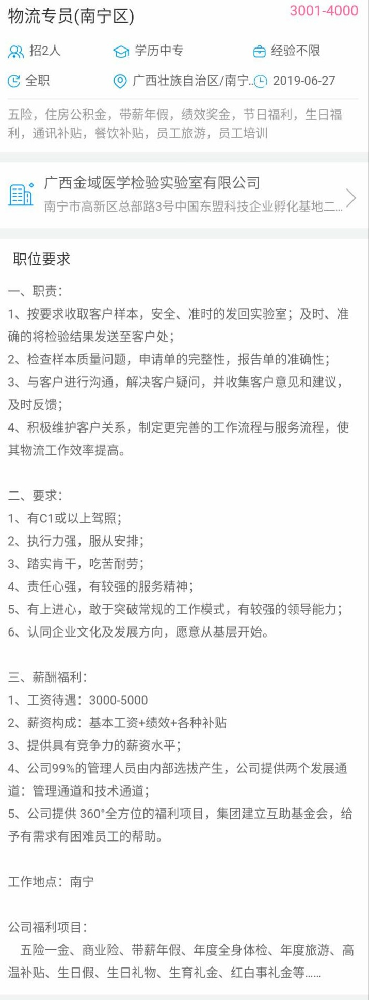 物流专员(南宁区)
3001-4000
招2人
学历中专
经验不限
全职
广西壮族自治区/南宁..
2019-06-27
五险，住房公积金，带薪年假，绩效奖金，节日福利，生日福
利，通讯补贴，餐饮补贴，员工旅游，员工培训
广西金域医学检验实验室有限公司
南宁市高新区总部路3号中国东盟科技企业孵化基地二...
职位要求
一、职责：
1、按要求收取客户样本，安全、准时的发回实验室；及时、准
确的将检验结果发送至客户处；
2、检查样本质量问题，申请单的完整性，报告单的准确性；
3、与客户进行沟通，解决客户疑问，并收集客户意见和建议，
及时反馈；
4、积极维护客户关系，制定更完善的工作流程与服务流程，使
其物流工作效率提高。
二、要求：
1、有C1或以上驾照；
2、执行力强，服从安排；
3、踏实肯干，吃苦耐劳；
4、责任心强，有较强的服务精神；
5、有上进心，敢于突破常规的工作模式，有较强的领导能力；
6、认同企业文化及发展方向，愿意从基层开始。
三、薪酬福利：
1、工资待遇：3000-5000
2、薪资构成：基本工资+绩效+各种补贴
3、提供具有竞争力的薪资水平；
4、公司99%的管理人员由内部选拔产生，公司提供两个发展通
道：管理通道和技术通道；
5、公司提供 360°全方位的福利项目，集团建立互助基金会，给
予有需求有困难员工的帮助。
工作地点：南宁
公司福利项目：
五险一金、商业险、带薪年假、年度全身体检、年度旅游、高
温补贴、生日假、生日礼物、生育礼金、红白事礼金等......